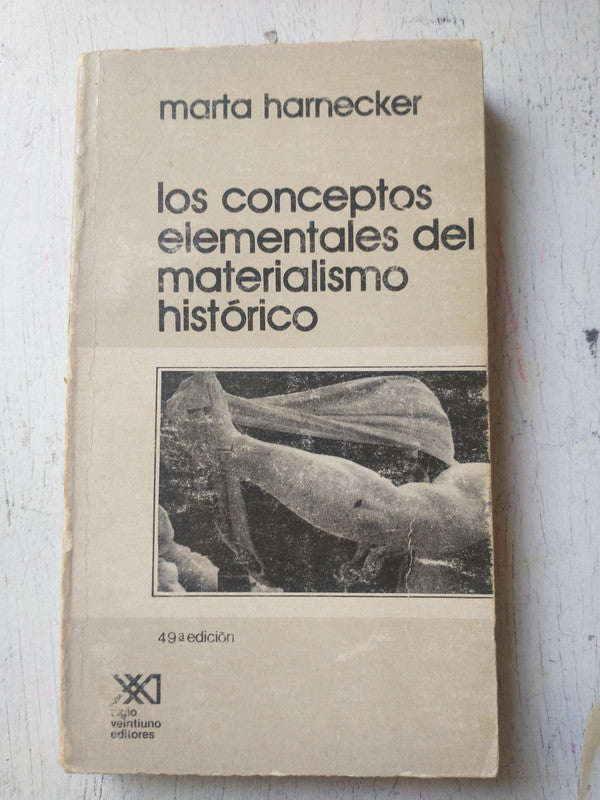 marta harnecker
los conceptos
elementales del
materialismo
histórico
49ª edición
siglo
veintiuno
editores